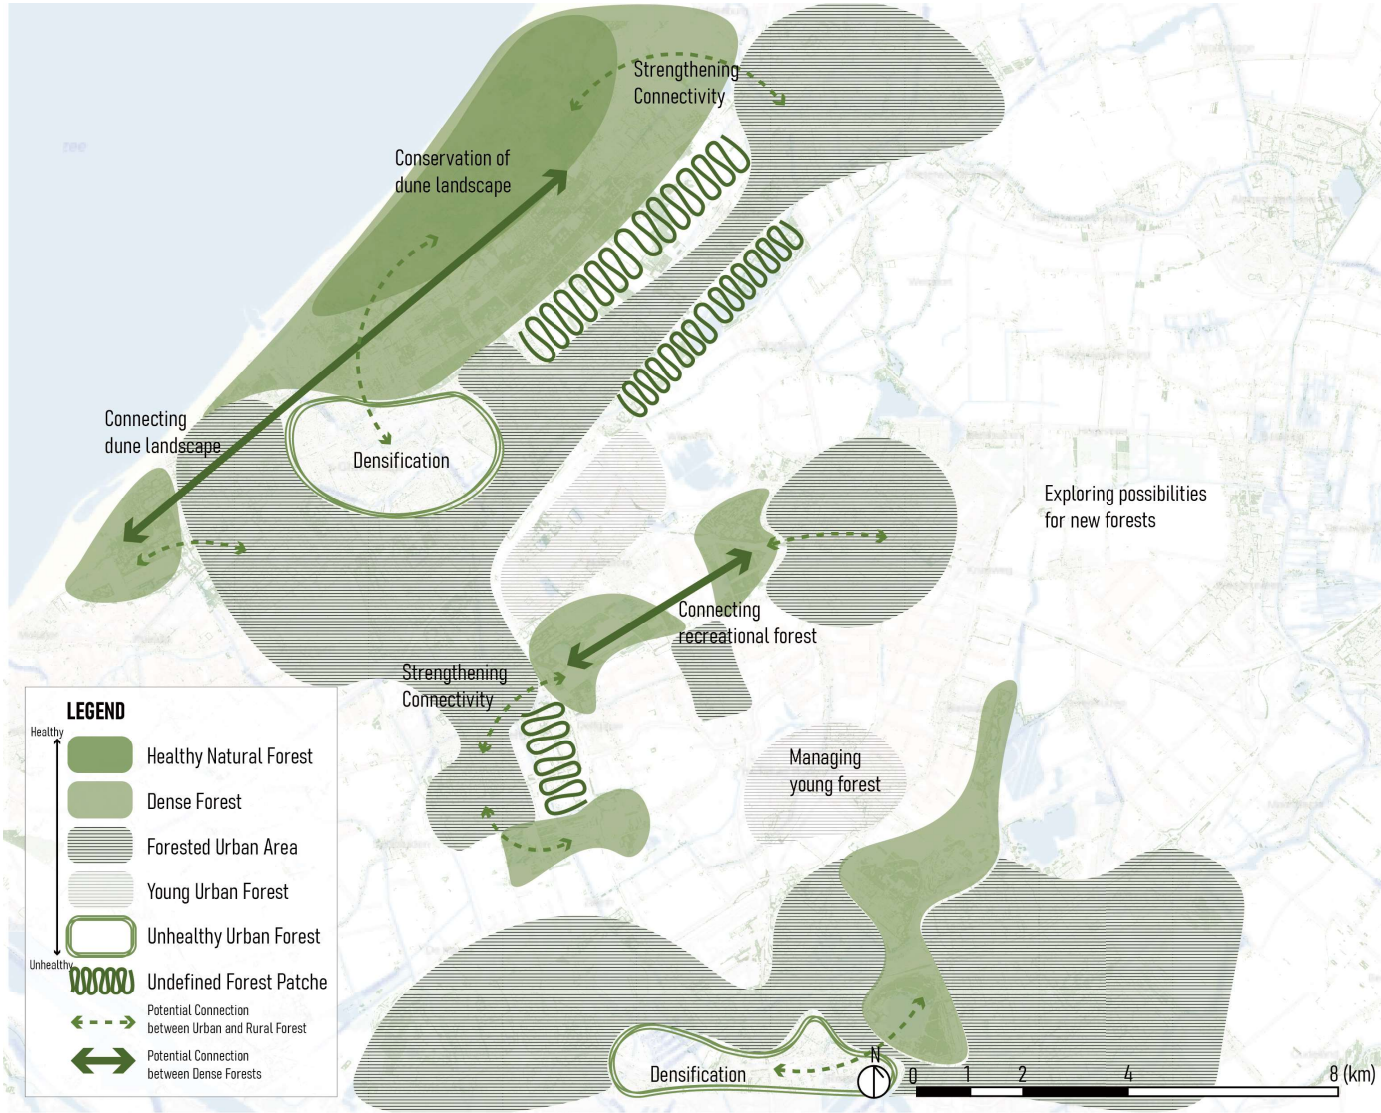 Strengthening
Connectivity
zee
Conservation of
dune landscape
Connecting
dune landscape
Densification
Exploring possibilities
for new forests
Connecting
recreational forest
Strengthening
Connectivity
Managing
young forest
LEGEND
Healthy
Healthy Natural Forest
Dense Forest
Forested Urban Area
Young Urban Forest
Unhealthy Urban Forest
Unhealthy
Undefined Forest Patche
Potential Connection
between Urban and Rural Forest
Potential Connection
between Dense Forests
Densification
N
0 1 2 4 8 (km)